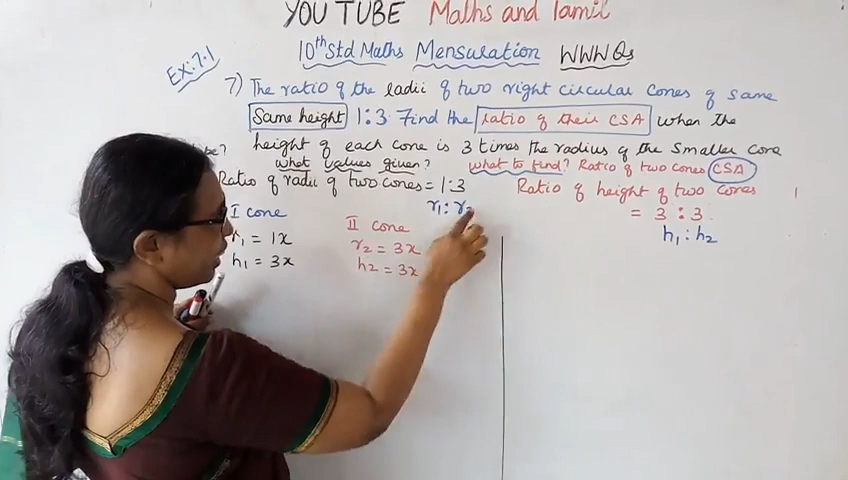 YOU TUBE Maths and Tamil
10th Std Maths Mensuration WWW Qs
Ex: 7.1
7) The ratio of the radii of two right circular cones of same
Same height 1:3 Find the ratio of their CSA when the
height of each cone is 3 times the radius of the smaller cone
what values given? what to find? Ratio of two cones CSA
Ratio of radii of two cones = 1:3 Ratio of height of two cones
r1 : r2 = 3 : 3
h1 : h2
I cone
r1 = 1x
h1 = 3x
II cone
r2 = 3x
h2 = 3x